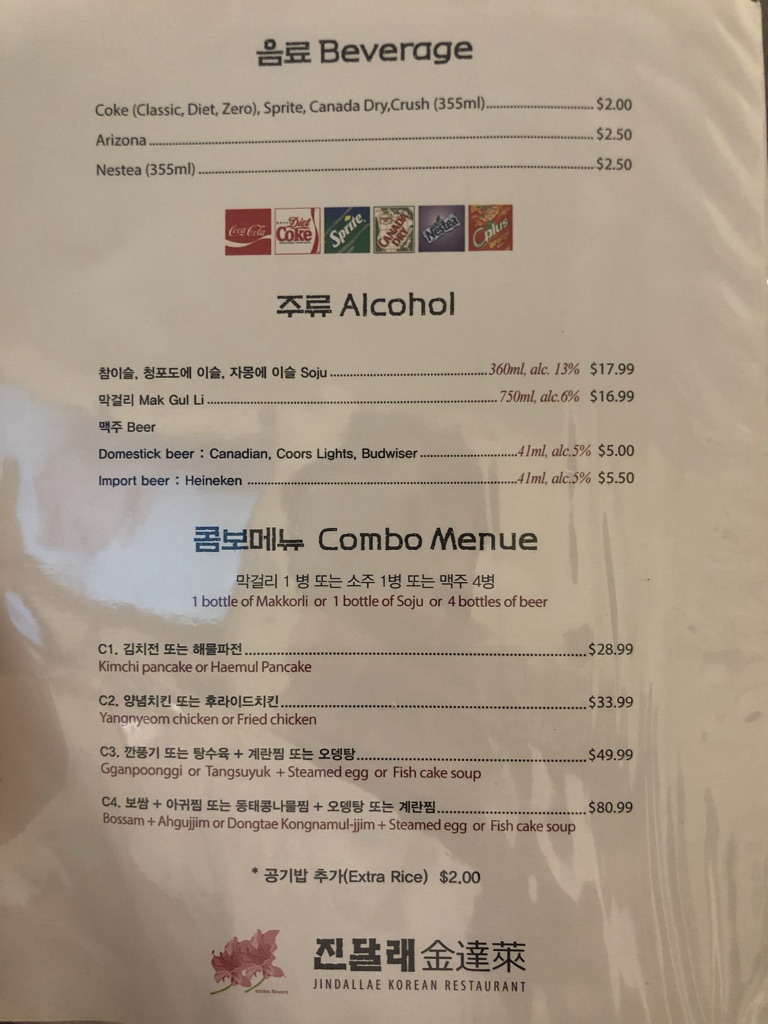 음료 Beverage
Coke (Classic, Diet, Zero), Sprite, Canada Dry,Crush (355ml)............................ $2.00
Arizona............................ $2.50
Nestea (355ml)............................ $2.50
Coca-Cola Diet Coke Sprite CANADA DRY Nestea Cplus
주류 Alcohol
참이슬, 청포도에 이슬, 자몽에 이슬 Soju............................360ml, alc. 13% $17.99
막걸리 Mak Gul Li............................750ml, alc.6% $16.99
맥주 Beer
Domestick beer : Canadian, Coors Lights, Budwiser............................41ml, alc.5% $5.00
Import beer : Heineken............................41ml, alc.5% $5.50
콤보메뉴 Combo Menue
막걸리 1 병 또는 소주 1병 또는 맥주 4병
1 bottle of Makkorli or 1 bottle of Soju or 4 bottles of beer
C1. 김치전 또는 해물파전............................$28.99
Kimchi pancake or Haemul Pancake
C2. 양념치킨 또는 후라이드치킨............................$33.99
Yangnyeom chicken or Fried chicken
C3. 깐풍기 또는 탕수육 + 계란찜 또는 오뎅탕............................$49.99
Gganpoonggi or Tangsuyuk + Steamed egg or Fish cake soup
C4. 보쌈 + 아귀찜 또는 동태콩나물찜 + 오뎅탕 또는 계란찜............................$80.99
Bossam + Ahgujjim or Dongtae Kongnamul-jjim + Steamed egg or Fish cake soup
* 공기밥 추가(Extra Rice) $2.00
진달래 金達萊
JINDALLAE KOREAN RESTAURANT